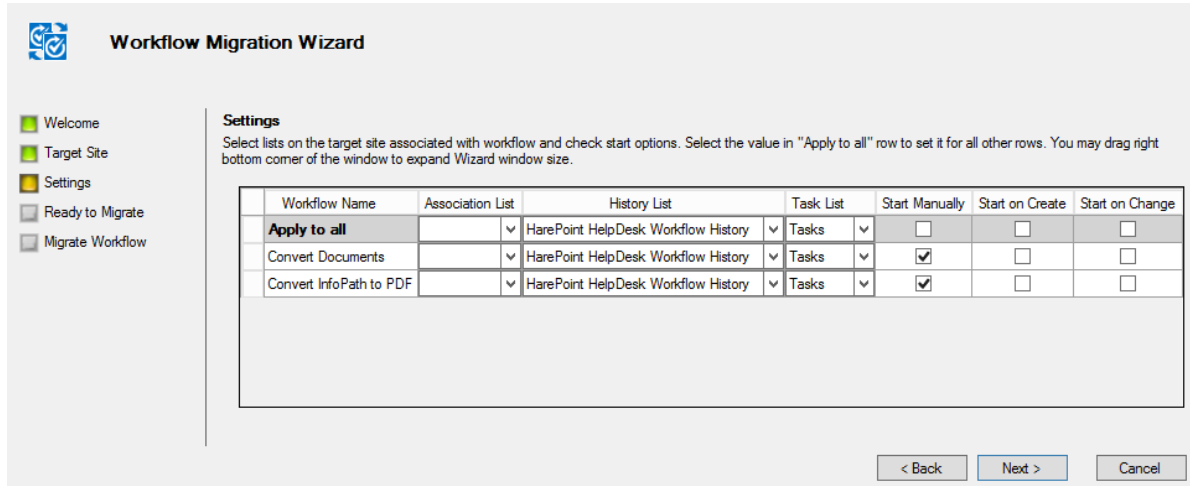 Workflow Migration Wizard
Welcome
Target Site
Settings
Ready to Migrate
Migrate Workflow
Settings
Select lists on the target site associated with workflow and check start options. Select the value in "Apply to all" row to set it for all other rows. You may drag right
bottom corner of the window to expand Wizard window size.
Workflow Name Association List History List Task List Start Manually Start on Create Start on Change
Apply to all HarePoint HelpDesk Workflow History Tasks
Convert Documents HarePoint HelpDesk Workflow History Tasks
Convert InfoPath to PDF HarePoint HelpDesk Workflow History Tasks
< Back Next > Cancel